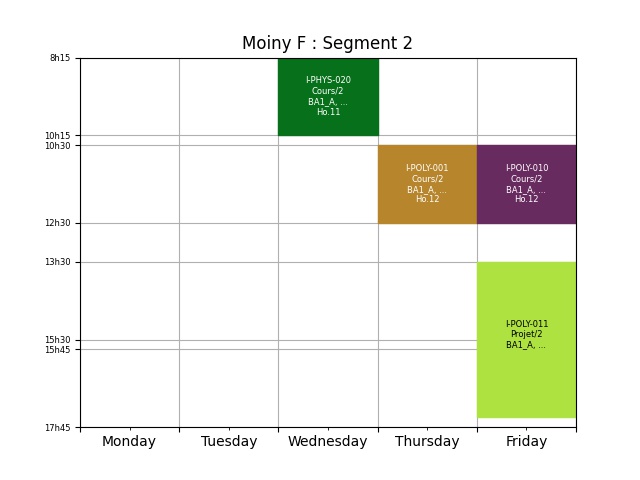 Moiny F : Segment 2
8h15
I-PHYS-020
Cours/2
BA1_A, ...
Ho.11
10h15
10h30
I-POLY-001
Cours/2
BA1_A, ...
Ho.12
I-POLY-010
Cours/2
BA1_A, ...
Ho.12
12h30
13h30
I-POLY-011
Projet/2
BA1_A, ...
15h30
15h45
17h45
Monday Tuesday Wednesday Thursday Friday